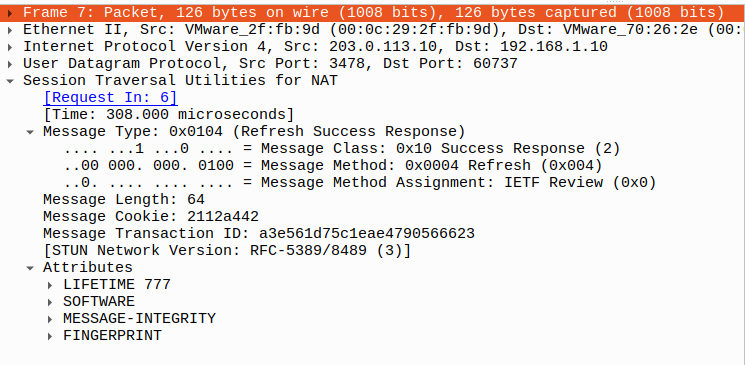 Frame 7: Packet, 126 bytes on wire (1008 bits), 126 bytes captured (1008 bits)
Ethernet II, Src: VMware_2f:fb:9d (00:0c:29:2f:fb:9d), Dst: VMware_70:26:2e (00:
Internet Protocol Version 4, Src: 203.0.113.10, Dst: 192.168.1.10
User Datagram Protocol, Src Port: 3478, Dst Port: 60737
Session Traversal Utilities for NAT
[Request In: 6]
[Time: 308.000 microseconds]
Message Type: 0x0104 (Refresh Success Response)
.... ...1 ...0 .... = Message Class: 0x10 Success Response (2)
..00 000. 000. 0100 = Message Method: 0x0004 Refresh (0x004)
..0. .... .... .... = Message Method Assignment: IETF Review (0x0)
Message Length: 64
Message Cookie: 2112a442
Message Transaction ID: a3e561d75c1eae4790566623
[STUN Network Version: RFC-5389/8489 (3)]
Attributes
LIFETIME 777
SOFTWARE
MESSAGE-INTEGRITY
FINGERPRINT